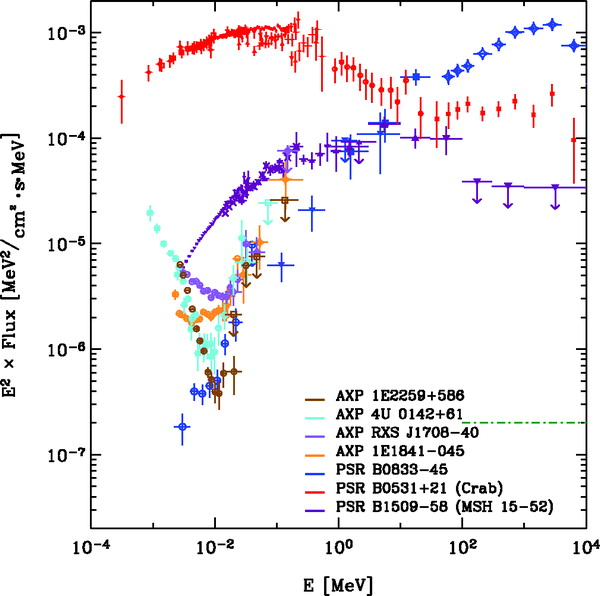 10⁻³
10⁻⁴
10⁻⁵
10⁻⁶
10⁻⁷
E² × Flux [MeV²/cm²·s·MeV]
AXP 1E2259+586
AXP 4U 0142+61
AXP RXS J1708-40
AXP 1E1841-045
PSR B0833-45
PSR B0531+21 (Crab)
PSR B1509-58 (MSH 15-52)
10⁻⁴ 10⁻² 10⁰ 10² 10⁴
E [MeV]